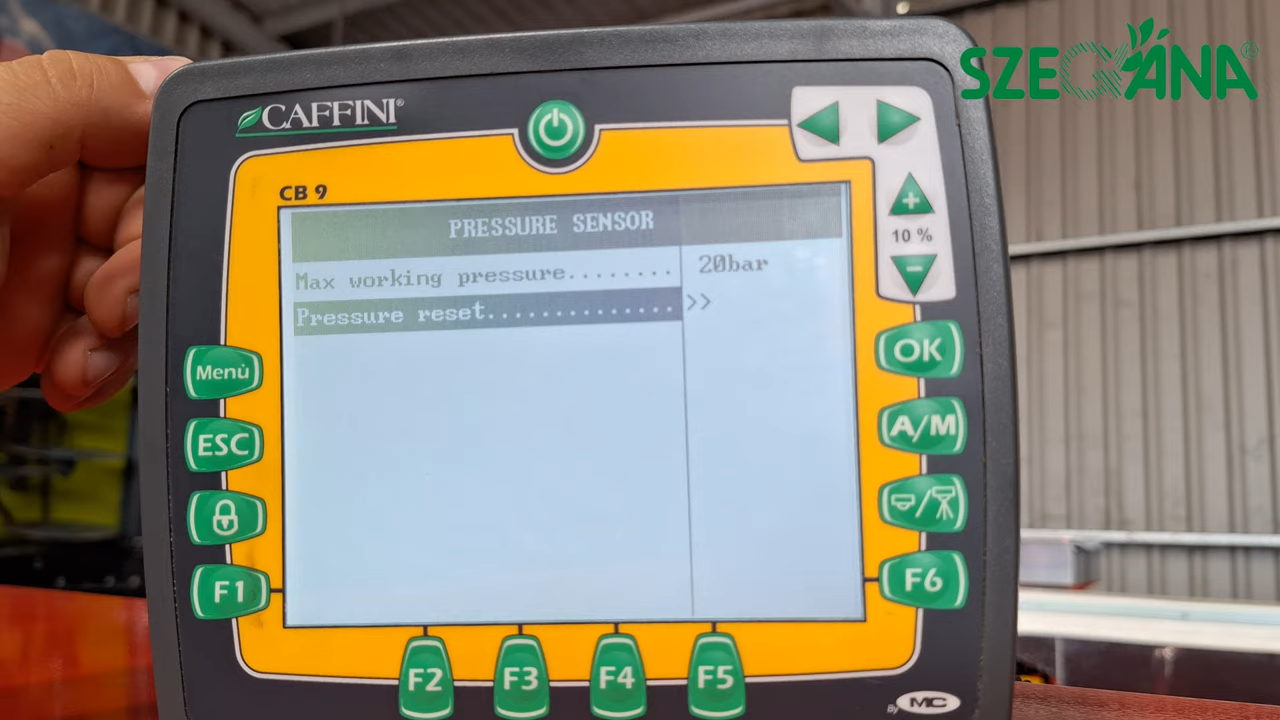 SZEGÁNA®
CAFFINI®
CB 9
PRESSURE SENSOR
Max working pressure........ 20bar
Pressure reset.............. >>
10 %
Menù
ESC
F1
F2
F3
F4
F5
F6
OK
A/M
By MC